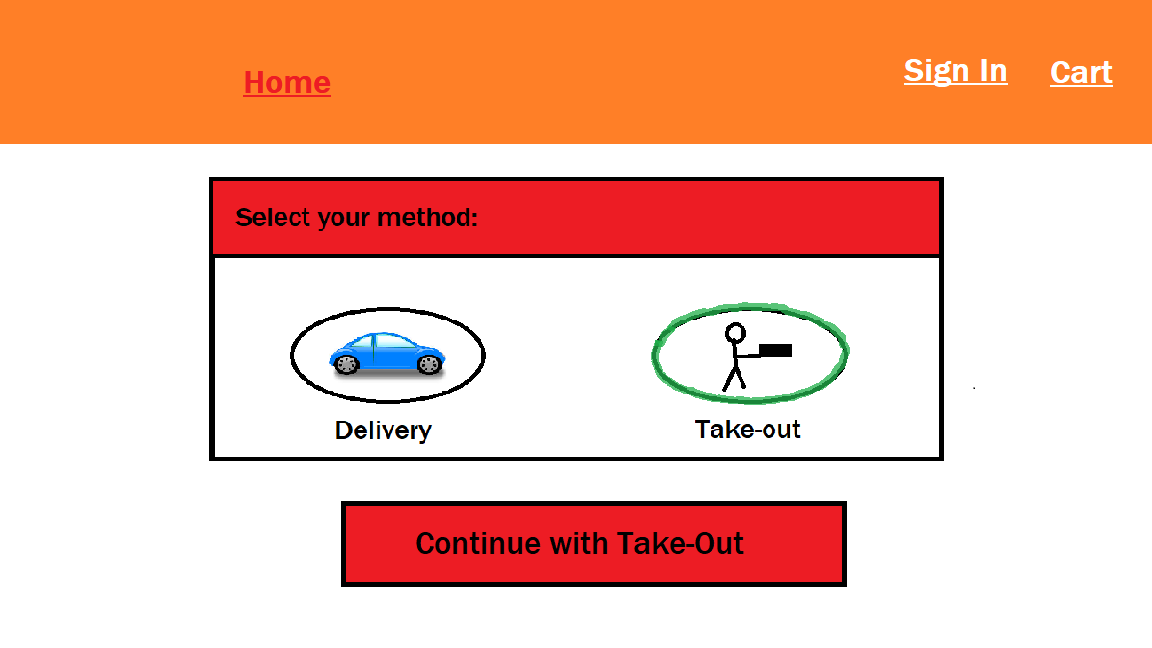 Home
Sign In
Cart
Select your method:
Delivery
Take-out
Continue with Take-Out